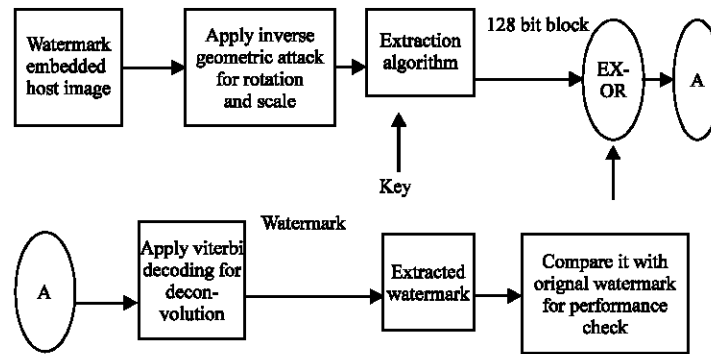 Watermark
embedded
host image
Apply inverse
geometric attack
for rotation
and scale
Extraction
algorithm
128 bit block
EX-
OR
A
Key
A
Apply viterbi
decoding for
decon-
volution
Watermark
Extracted
watermark
Compare it with
orignal watermark
for performance
check